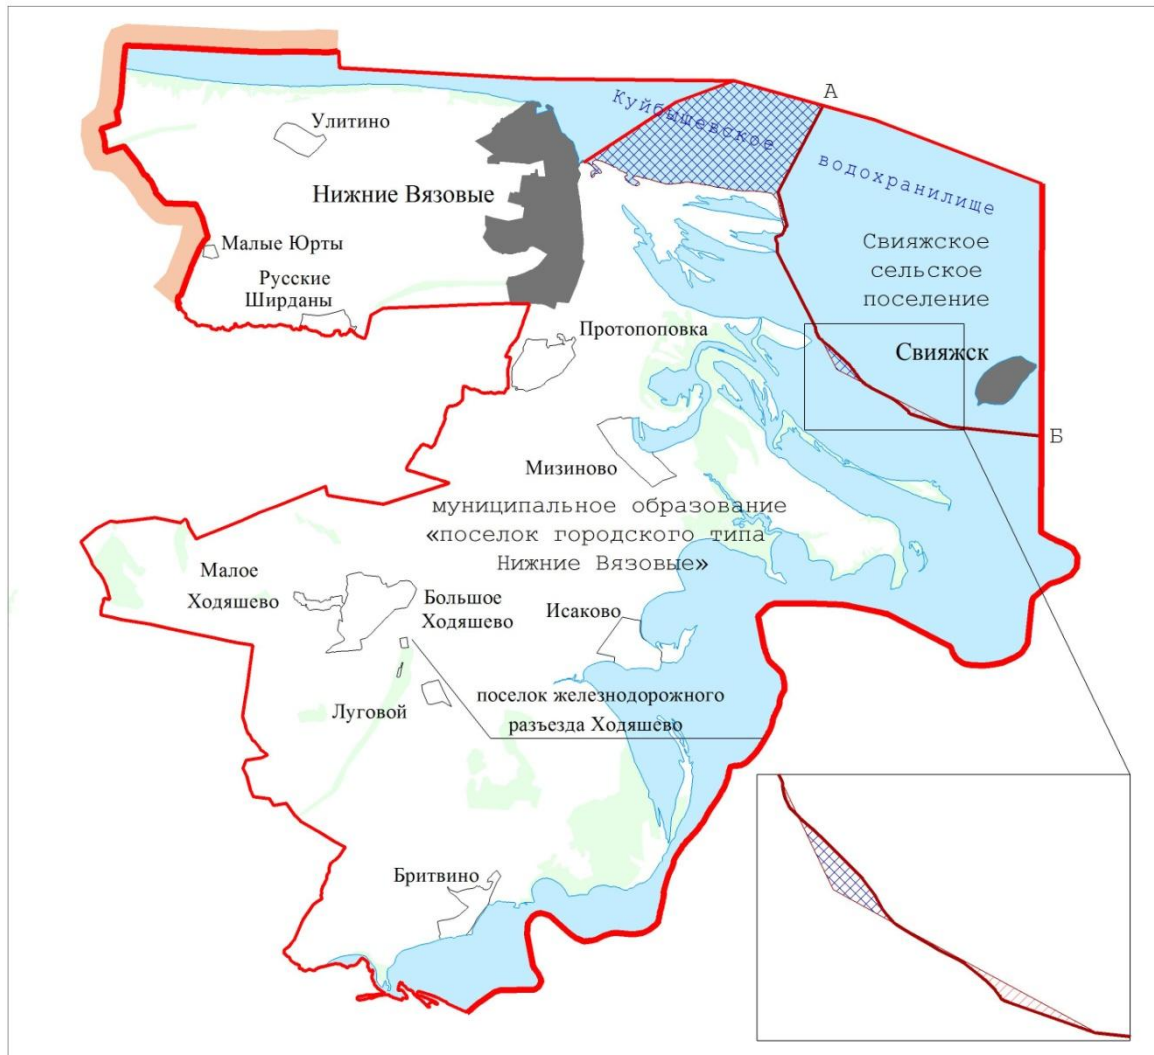 А
Куйбышевское
Улитино
водохранилище
Нижние Вязовые
Малые Юрты
Свияжское
сельское
поселение
Русские
Ширданы
Протопоповка
Свияжск
Б
Мизиново
муниципальное образование
«поселок городского типа
Нижние Вязовые»
Малое
Ходяшево
Большое
Ходяшево
Исаково
поселок железнодорожного
разъезда Ходяшево
Луговой
Бритвино